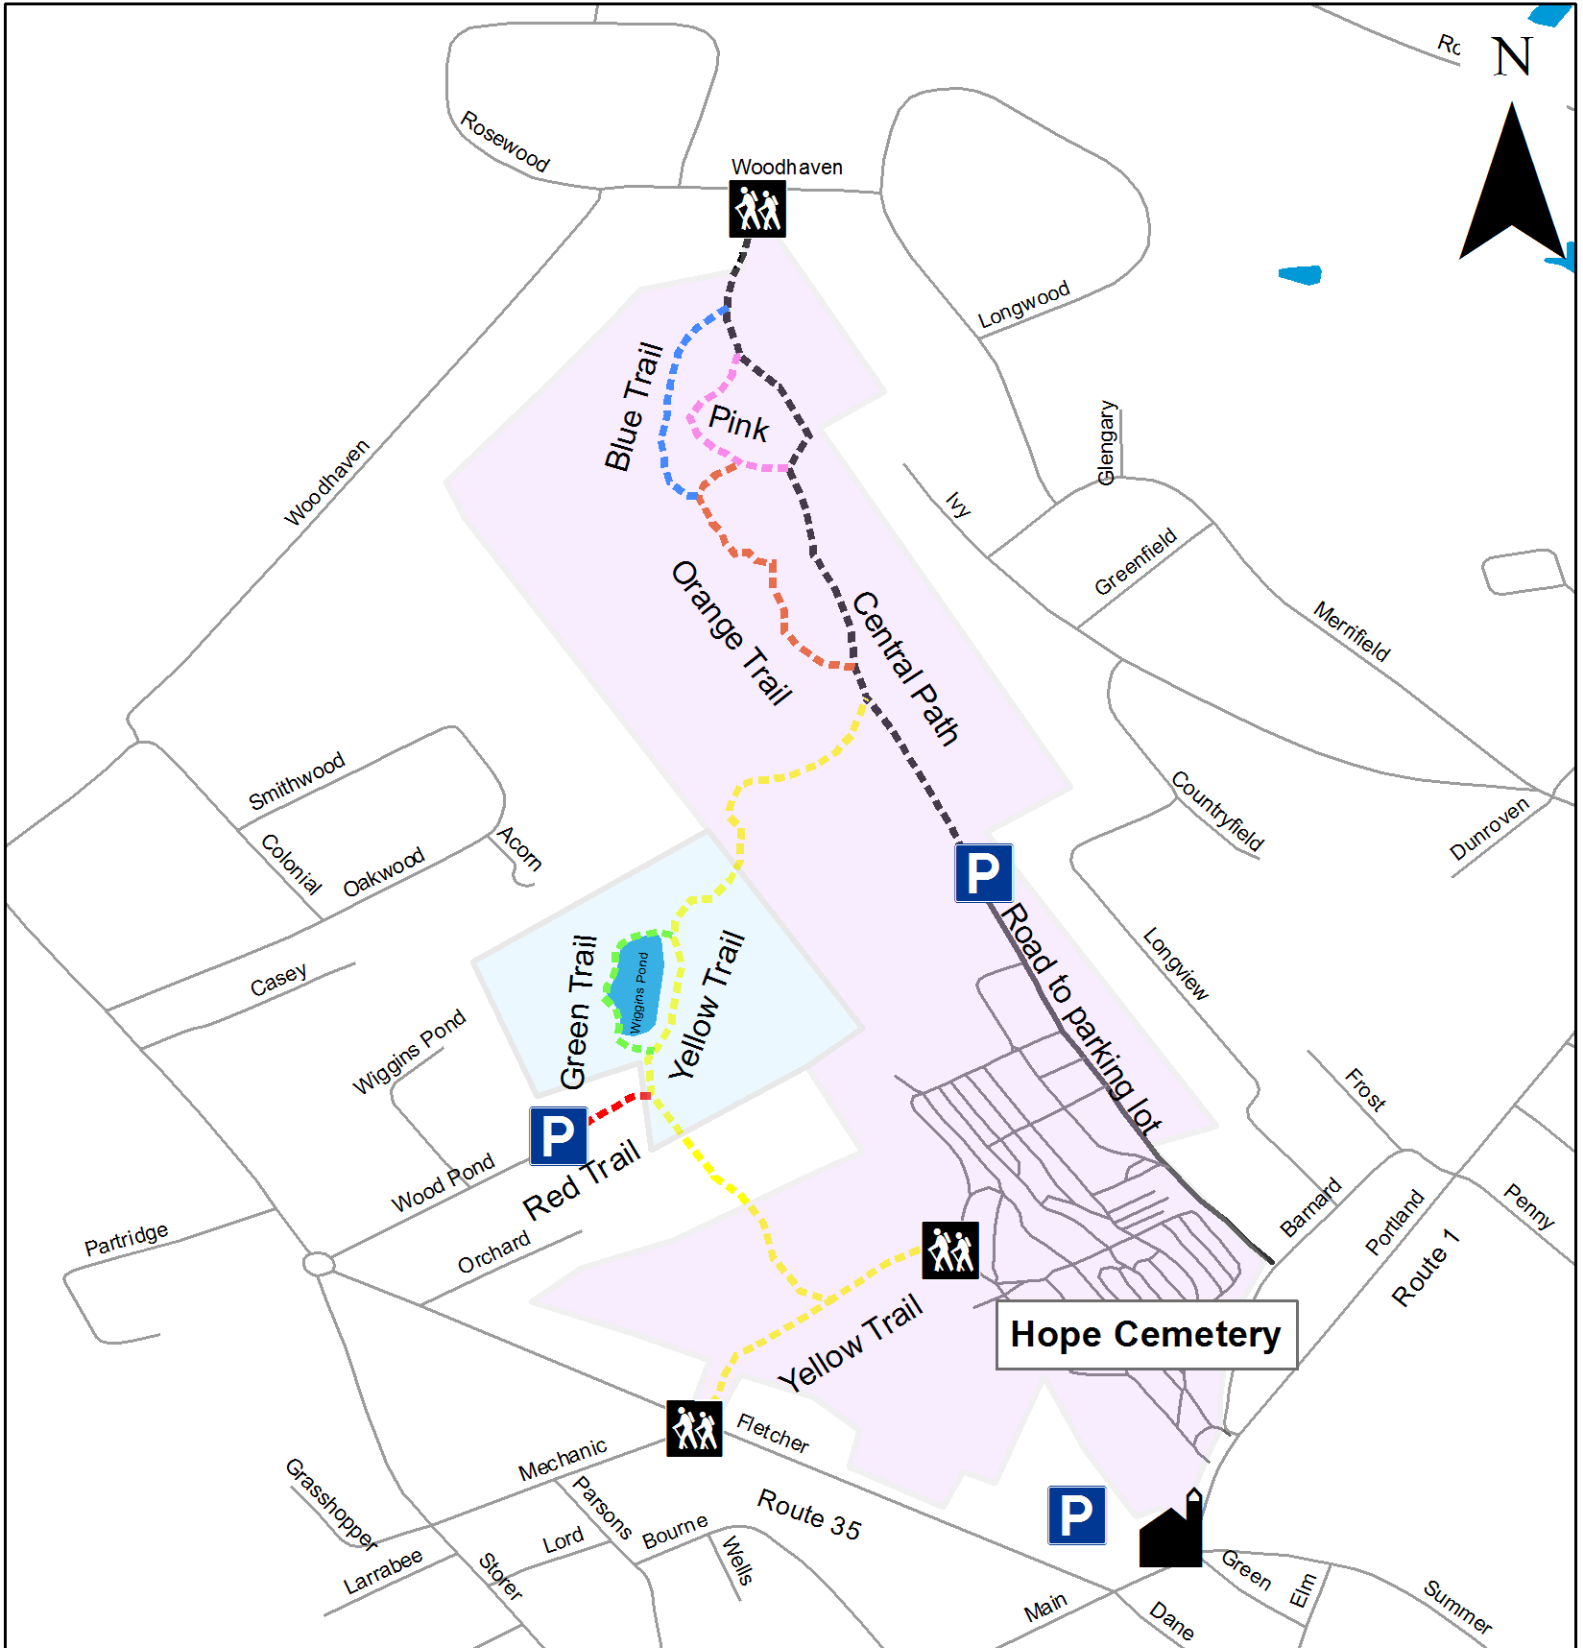 Rc
N
Rosewood
Woodhaven
Longwood
Blue Trail
Pink
Glengary
Woodhaven
Ivy
Greenfield
Orange Trail
Central Path
Merrifield
Smithwood
Countryfield
Dunroven
Colonial
Oakwood
Acorn
Casey
Green Trail
Wiggins Pond
Yellow Trail
P
Road to parking lot
Longview
Wiggins Pond
Frost
P
Wood Pond
Red Trail
Barnard
Portland
Route 1
Penny
Partridge
Orchard
Yellow Trail
Hope Cemetery
Fletcher
Mechanic
Grasshopper
Parsons
Route 35
P
Lord
Bourne
Wells
Larrabee
Storer
Main
Dane
Green
Elm
Summer